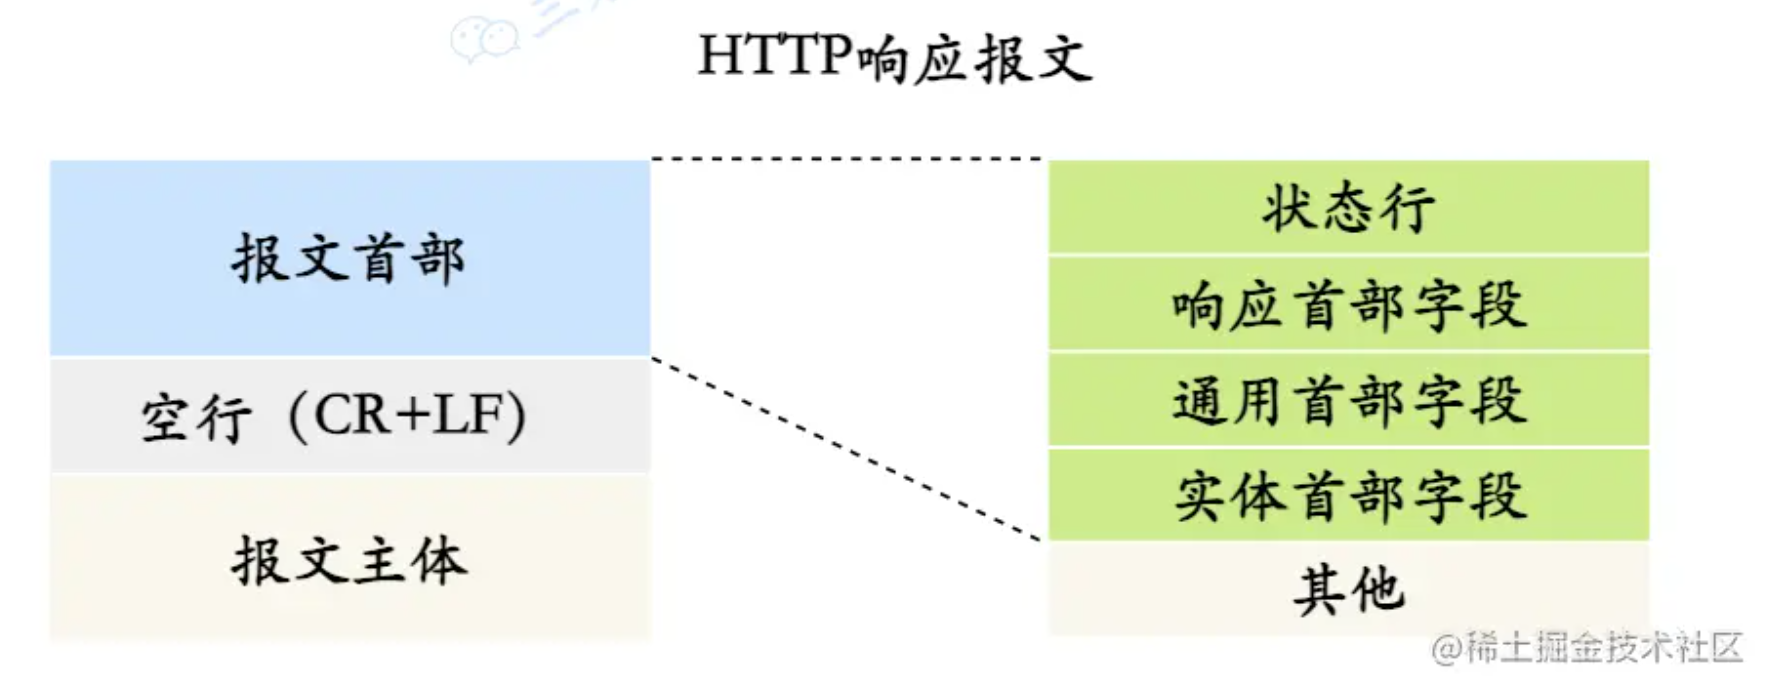 HTTP响应报文
报文首部
空行（CR+LF）
报文主体
状态行
响应首部字段
通用首部字段
实体首部字段
其他
@稀土掘金技术社区